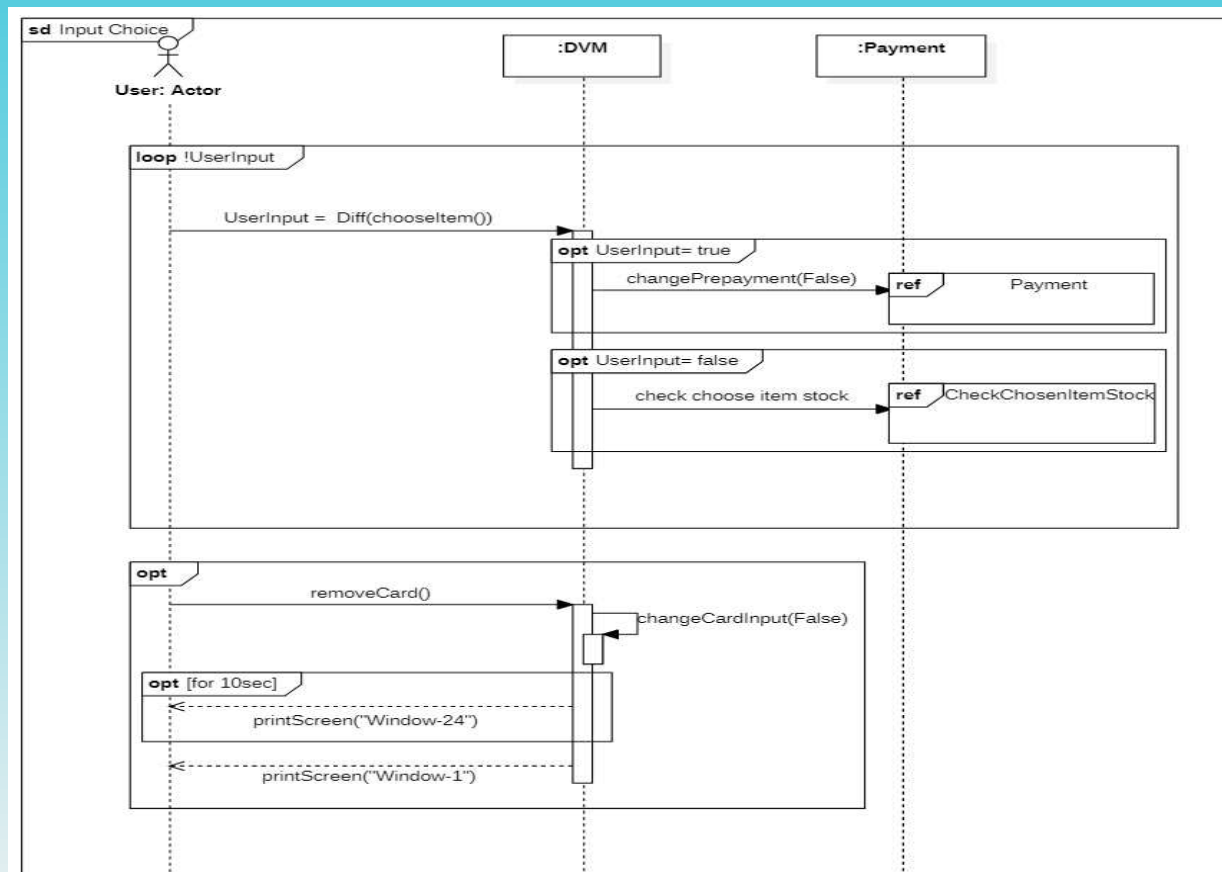 sd Input Choice
:DVM
:Payment
User: Actor
loop !UserInput
UserInput = Diff(chooseItem())
opt UserInput= true
changePrepayment(False)
ref Payment
opt UserInput= false
check choose item stock
ref CheckChosenItemStock
opt
removeCard()
changeCardInput(False)
opt [for 10sec]
printScreen("Window-24")
printScreen("Window-1")